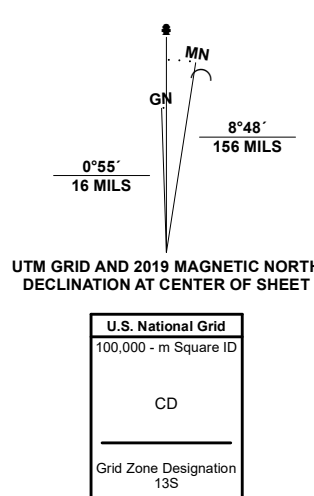 MN
GN
8°48´
156 MILS
0°55´
16 MILS
UTM GRID AND 2019 MAGNETIC NORTH
DECLINATION AT CENTER OF SHEET
U.S. National Grid
100,000 - m Square ID
CD
Grid Zone Designation
13S